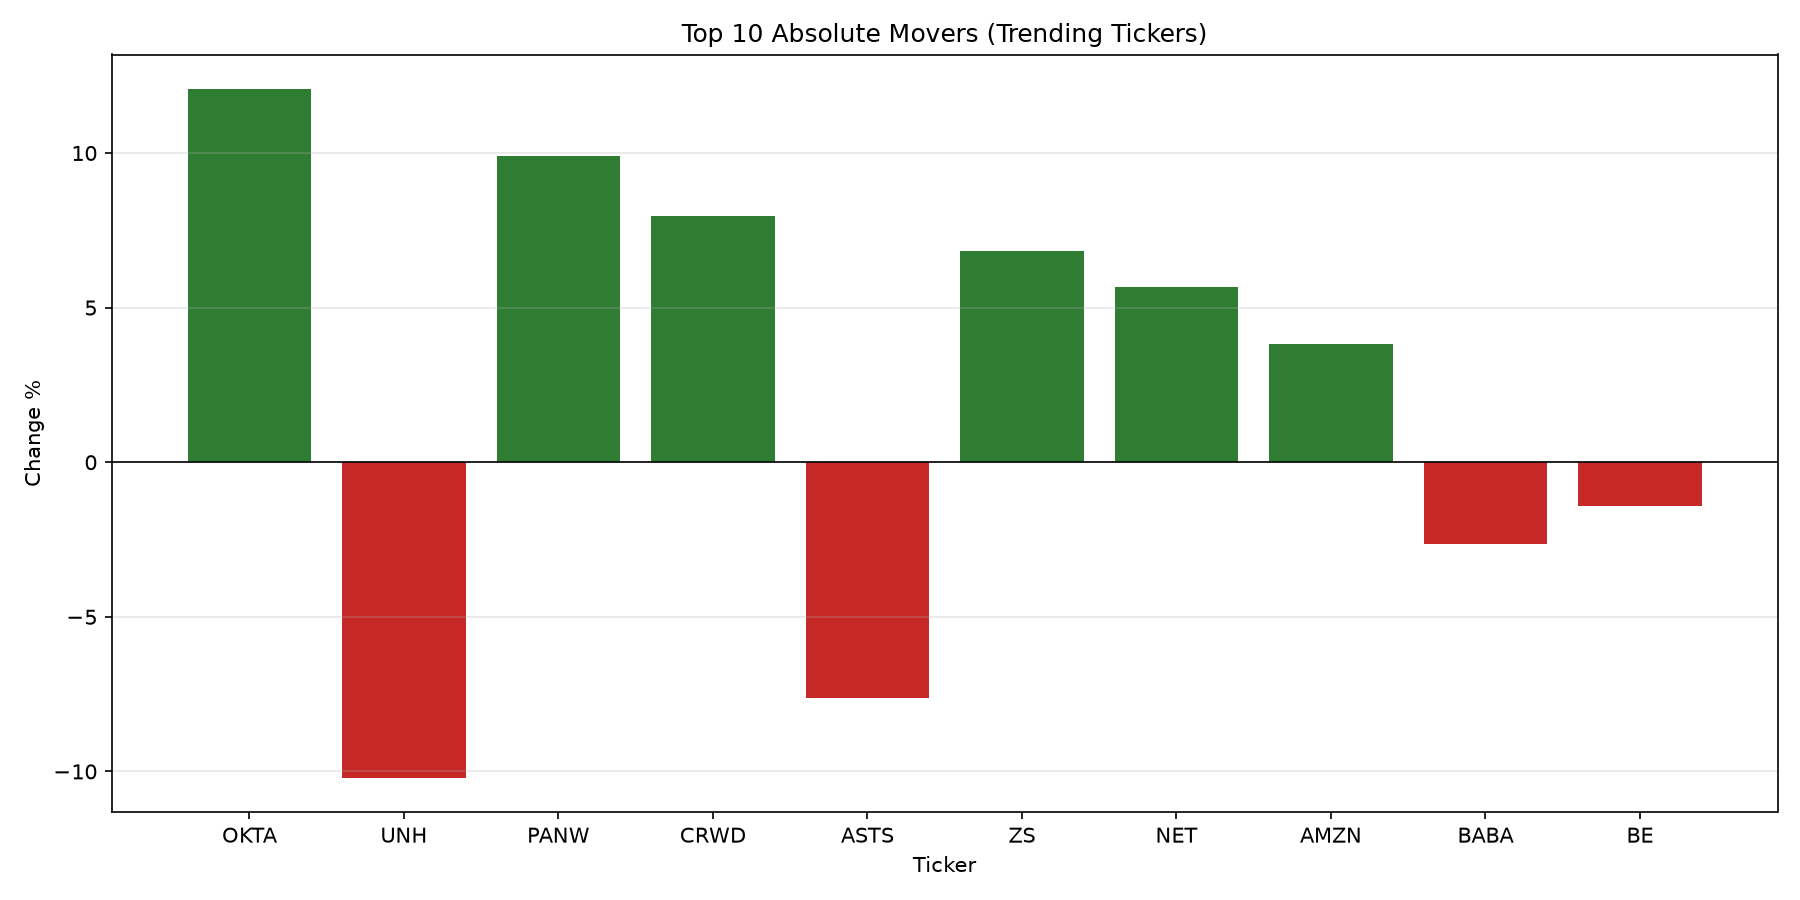 Top 10 Absolute Movers (Trending Tickers)
Change %
10
5
0
−5
−10
OKTA UNH PANW CRWD ASTS ZS NET AMZN BABA BE
Ticker